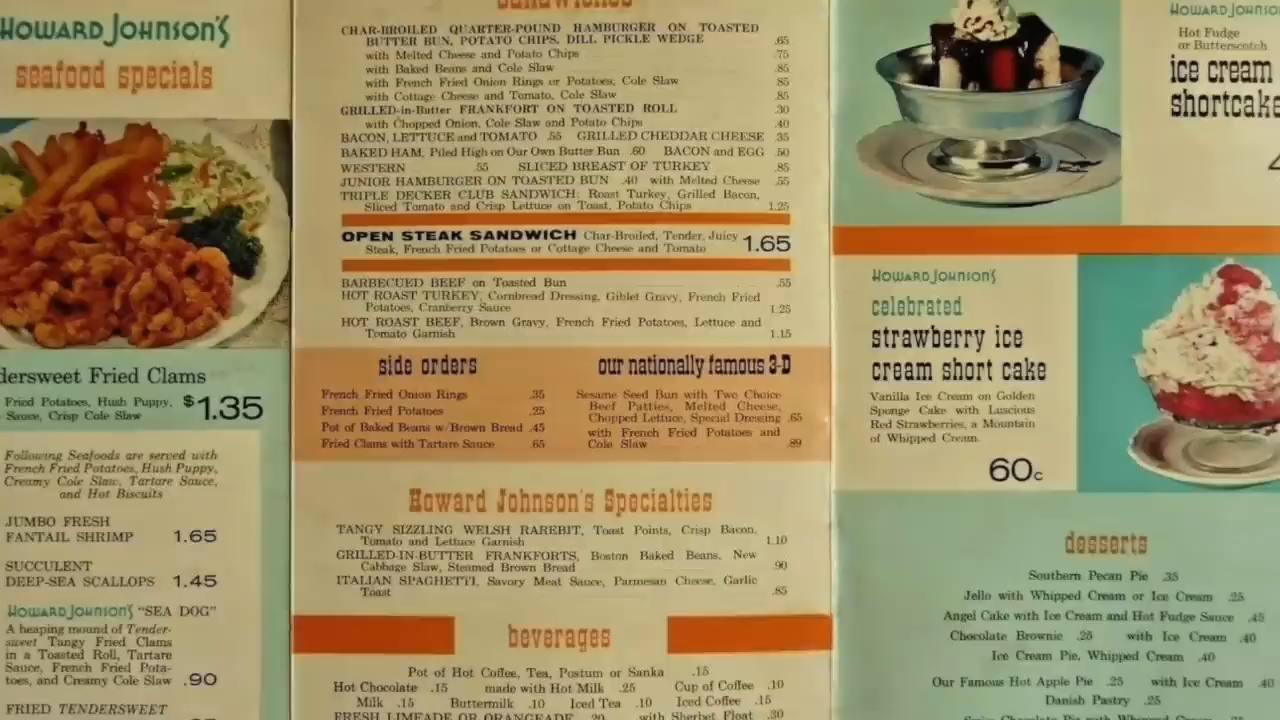 HOWARD JOHNSON'S
seafood specials
dersweet Fried Clams
Fried Potatoes, Hush Puppy,
Sauce, Crisp Cole Slaw $1.35
Following Seafoods are served with
French Fried Potatoes, Hush Puppy,
Creamy Cole Slaw, Tartare Sauce,
and Hot Biscuits
JUMBO FRESH
FANTAIL SHRIMP 1.65
SUCCULENT
DEEP-SEA SCALLOPS 1.45
HOWARD JOHNSON'S "SEA DOG"
A heaping mound of Tender-
sweet Tangy Fried Clams
in a Toasted Roll, Tartare
Sauce, French Fried Pota-
toes, and Creamy Cole Slaw .90
FRIED TENDERSWEET
sandwiches
CHAR-BROILED QUARTER-POUND HAMBURGER ON TOASTED
BUTTER BUN, POTATO CHIPS, DILL PICKLE WEDGE .65
with Melted Cheese and Potato Chips .75
with Baked Beans and Cole Slaw .85
with French Fried Onion Rings or Potatoes, Cole Slaw .85
with Cottage Cheese and Tomato, Cole Slaw .85
GRILLED-in-Butter FRANKFORT ON TOASTED ROLL .30
with Chopped Onion, Cole Slaw and Potato Chips .40
BACON, LETTUCE and TOMATO .55 GRILLED CHEDDAR CHEESE .35
BAKED HAM, Piled High on Our Own Butter Bun .60 BACON and EGG .50
WESTERN .55 SLICED BREAST OF TURKEY .85
JUNIOR HAMBURGER ON TOASTED BUN .40 with Melted Cheese .55
TRIPLE DECKER CLUB SANDWICH: Roast Turkey, Grilled Bacon,
Sliced Tomato and Crisp Lettuce on Toast, Potato Chips 1.25
OPEN STEAK SANDWICH Char-Broiled, Tender, Juicy
Steak, French Fried Potatoes or Cottage Cheese and Tomato 1.65
BARBECUED BEEF on Toasted Bun .55
HOT ROAST TURKEY, Cornbread Dressing, Giblet Gravy, French Fried
Potatoes, Cranberry Sauce 1.25
HOT ROAST BEEF, Brown Gravy, French Fried Potatoes, Lettuce and
Tomato Garnish 1.15
side orders
French Fried Onion Rings .35
French Fried Potatoes .25
Pot of Baked Beans w/Brown Bread .45
Fried Clams with Tartare Sauce .65
our nationally famous 3-D
Sesame Seed Bun with Two Choice
Beef Patties, Melted Cheese,
Chopped Lettuce, Special Dressing .65
with French Fried Potatoes and
Cole Slaw .89
Howard Johnson's Specialties
TANGY SIZZLING WELSH RAREBIT, Toast Points, Crisp Bacon,
Tomato and Lettuce Garnish 1.10
GRILLED-IN-BUTTER FRANKFORTS, Boston Baked Beans, New
Cabbage Slaw, Steamed Brown Bread .90
ITALIAN SPAGHETTI, Savory Meat Sauce, Parmesan Cheese, Garlic
Toast .85
beverages
Pot of Hot Coffee, Tea, Postum or Sanka .15
Hot Chocolate .15 made with Hot Milk .25 Cup of Coffee .10
Milk .15 Buttermilk .10 Iced Tea .10 Iced Coffee .15
FRESH LIMEADE OR ORANGEADE .20 with Sherbet Float .30
HOWARD JOHNSO
Hot Fudge
or Butterscotch
ice cream
shortcake
4
HOWARD JOHNSON'S
celebrated
strawberry ice
cream short cake
Vanilla Ice Cream on Golden
Sponge Cake with Luscious
Red Strawberries, a Mountain
of Whipped Cream.
60c
desserts
Southern Pecan Pie .35
Jello with Whipped Cream or Ice Cream .25
Angel Cake with Ice Cream and Hot Fudge Sauce .45
Chocolate Brownie .25 with Ice Cream .40
Ice Cream Pie, Whipped Cream .40
Our Famous Hot Apple Pie .25 with Ice Cream .40
Danish Pastry .25
Chocolate Pie with Whipped